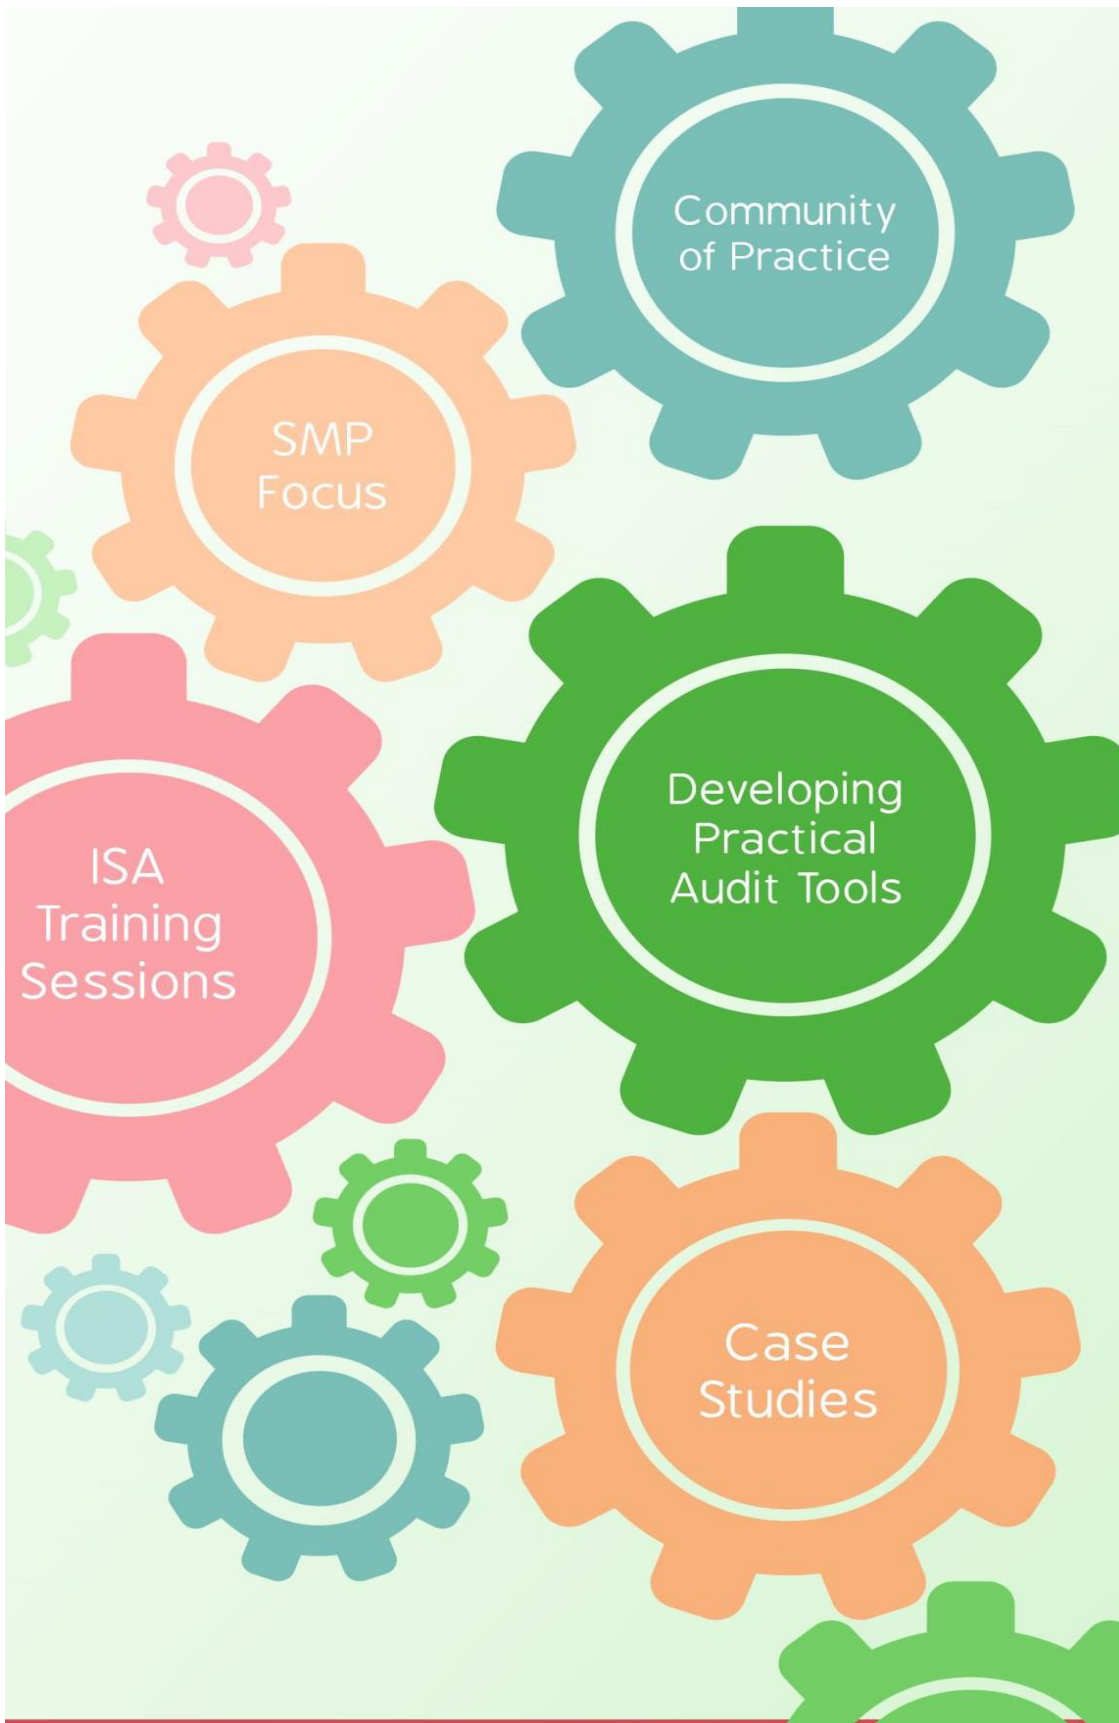 Community
of Practice
SMP
Focus
Developing
Practical
Audit Tools
ISA
Training
Sessions
Case
Studies